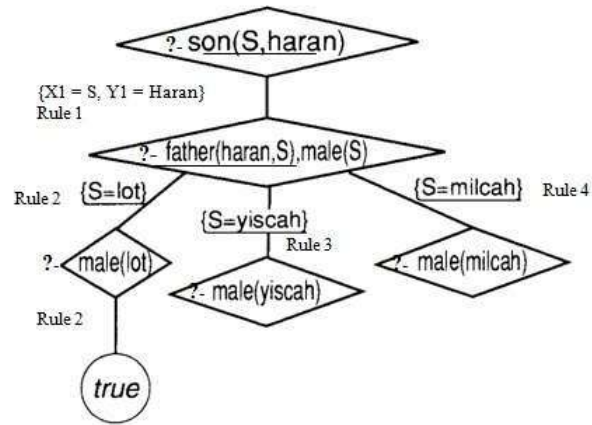 ?- son(S,haran)
{X1 = S, Y1 = Haran}
Rule 1
?- father(haran,S),male(S)
Rule 2 {S=lot}
{S=yiscah}
Rule 3
{S=milcah} Rule 4
?- male(lot)
?- male(yiscah)
?- male(milcah)
Rule 2
true